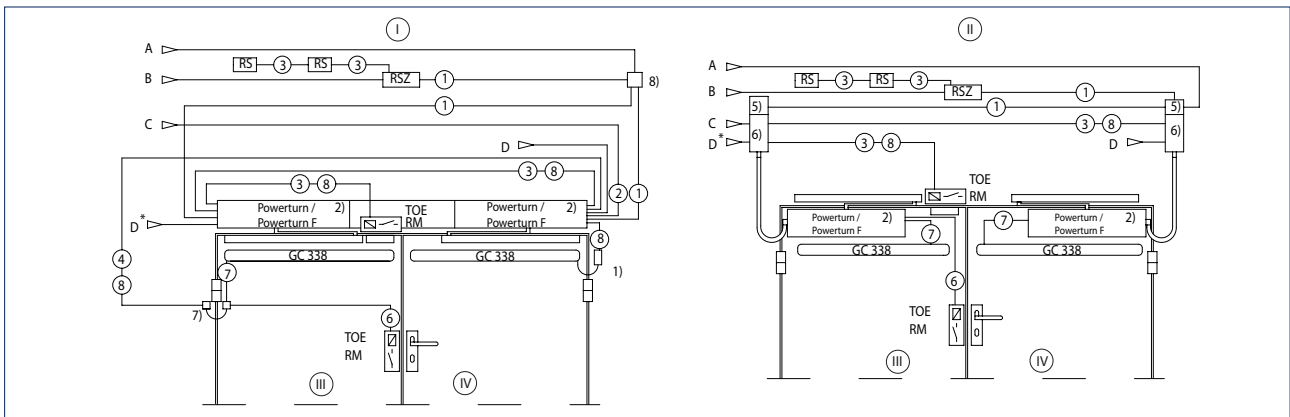 I
A
RS 3 RS 3
B RSZ 1 8)
1
C
D
3 8
3 8 2 1
Powerturn / 2) TOE Powerturn / 2)
D* Powerturn F RM Powerturn F
8
4 GC 338 GC 338
7 1)
8
7) 6
TOE
RM
III IV
II
A
RS 3 RS 3
B RSZ 1
5) 1 5)
C 6) 3 8 6)
D* 3 8 D
TOE
RM
Powerturn / 2) 7 Powerturn / 2)
Powerturn F 7 Powerturn F
GC 338 GC 338
6
TOE
RM
III IV